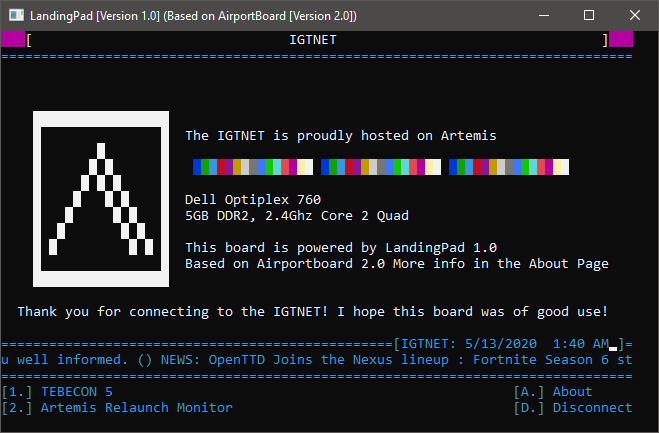 LandingPad [Version 1.0] (Based on AirportBoard [Version 2.0])
[ IGTNET ]
The IGTNET is proudly hosted on Artemis
Dell Optiplex 760
5GB DDR2, 2.4Ghz Core 2 Quad
This board is powered by LandingPad 1.0
Based on Airportboard 2.0 More info in the About Page
Thank you for connecting to the IGTNET! I hope this board was of good use!
[IGTNET: 5/13/2020 1:40 AM ]=
u well informed. () NEWS: OpenTTD Joins the Nexus lineup : Fortnite Season 6 st
[1.] TEBECON 5 [A.] About
[2.] Artemis Relaunch Monitor [D.] Disconnect